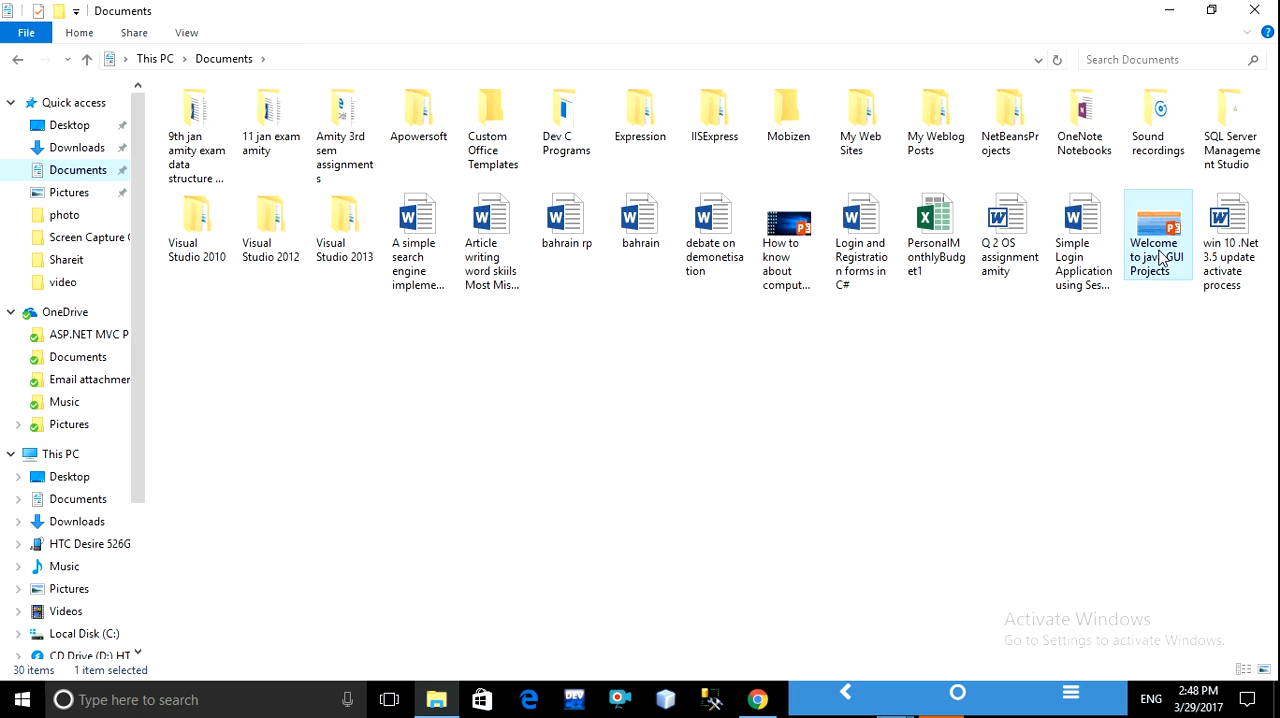 Documents
File Home Share View
This PC Documents
Search Documents
Quick access
Desktop
Downloads
Documents
Pictures
photo
Screen Capture
Shareit
video
OneDrive
ASP.NET MVC P
Documents
Email attachmer
Music
Pictures
This PC
Desktop
Documents
Downloads
HTC Desire 526G
Music
Pictures
Videos
Local Disk (C:)
CD Drive (D:) HT
9th jan
amity exam
data
structure ...
11 jan exam
amity
Amity 3rd
sem
assignment
s
Apowersoft
Custom
Office
Templates
Dev C
Programs
Expression
IISExpress
Mobizen
My Web
Sites
My Weblog
Posts
NetBeansPr
ojects
OneNote
Notebooks
Sound
recordings
SQL Server
Manageme
nt Studio
Visual
Studio 2010
Visual
Studio 2012
Visual
Studio 2013
A simple
search
engine
impleme...
Article
writing
word skiils
Most Mis...
bahrain rp
bahrain
debate on
demonetisa
tion
How to
know
about
comput...
Login and
Registratio
n forms in
C#
PersonalM
onthlyBudg
et1
Q 2 OS
assignment
amity
Simple
Login
Application
using Ses...
Welcome
to java GUI
Projects
win 10 .Net
3.5 update
activate
process
Activate Windows
Go to Settings to activate Windows.
30 items 1 item selected
Type here to search
DEV
ENG
2:48 PM
3/29/2017